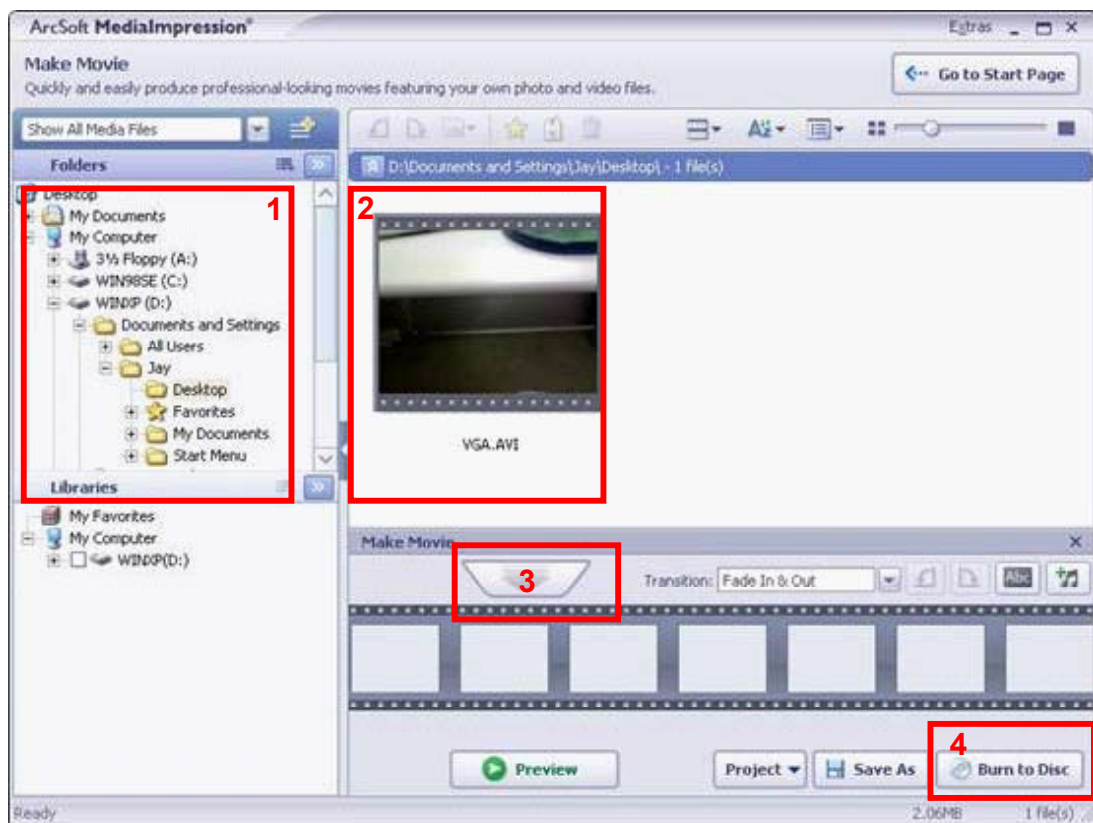 ArcSoft MediaImpression®
Extras
Make Movie
Quickly and easily produce professional-looking movies featuring your own photo and video files.
Go to Start Page
Show All Media Files
Folders
D:\Documents and Settings\Jay\Desktop\ - 1 file(s)
Desktop
1
My Documents
My Computer
3½ Floppy (A:)
WIN98SE (C:)
WINXP (D:)
Documents and Settings
All Users
Jay
Desktop
Favorites
My Documents
Start Menu
Libraries
My Favorites
My Computer
WINXP(D:)
2
VGA.AVI
Make Movie
3
Transition: Fade In & Out
Abc
Preview
Project
Save As
4
Burn to Disc
Ready
2.06MB
1 file(s)